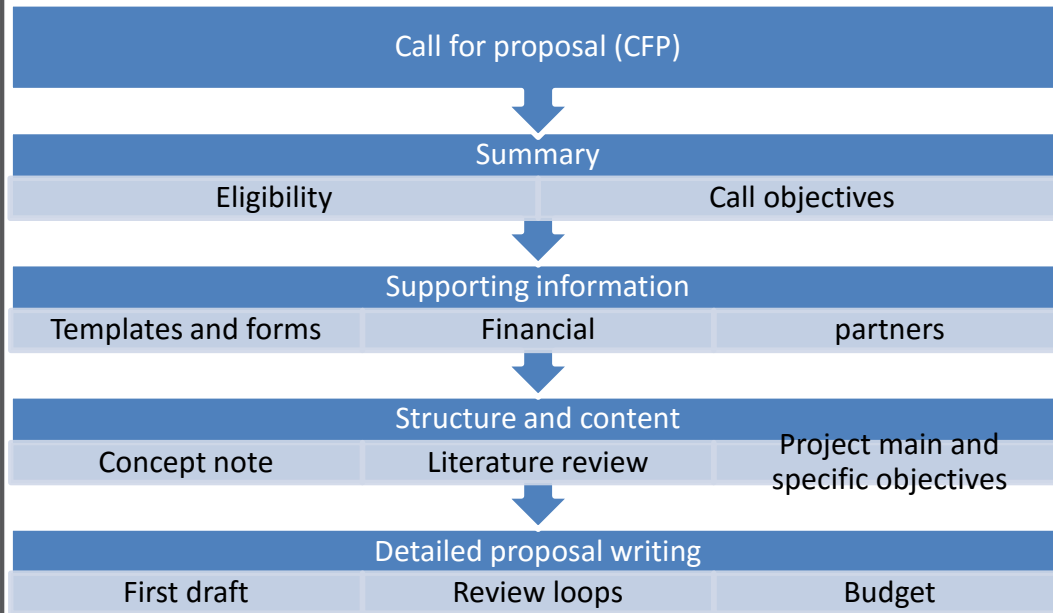 Call for proposal (CFP)
Summary
Eligibility
Call objectives
Supporting information
Templates and forms
Financial
partners
Structure and content
Concept note
Literature review
Project main and
specific objectives
Detailed proposal writing
First draft
Review loops
Budget